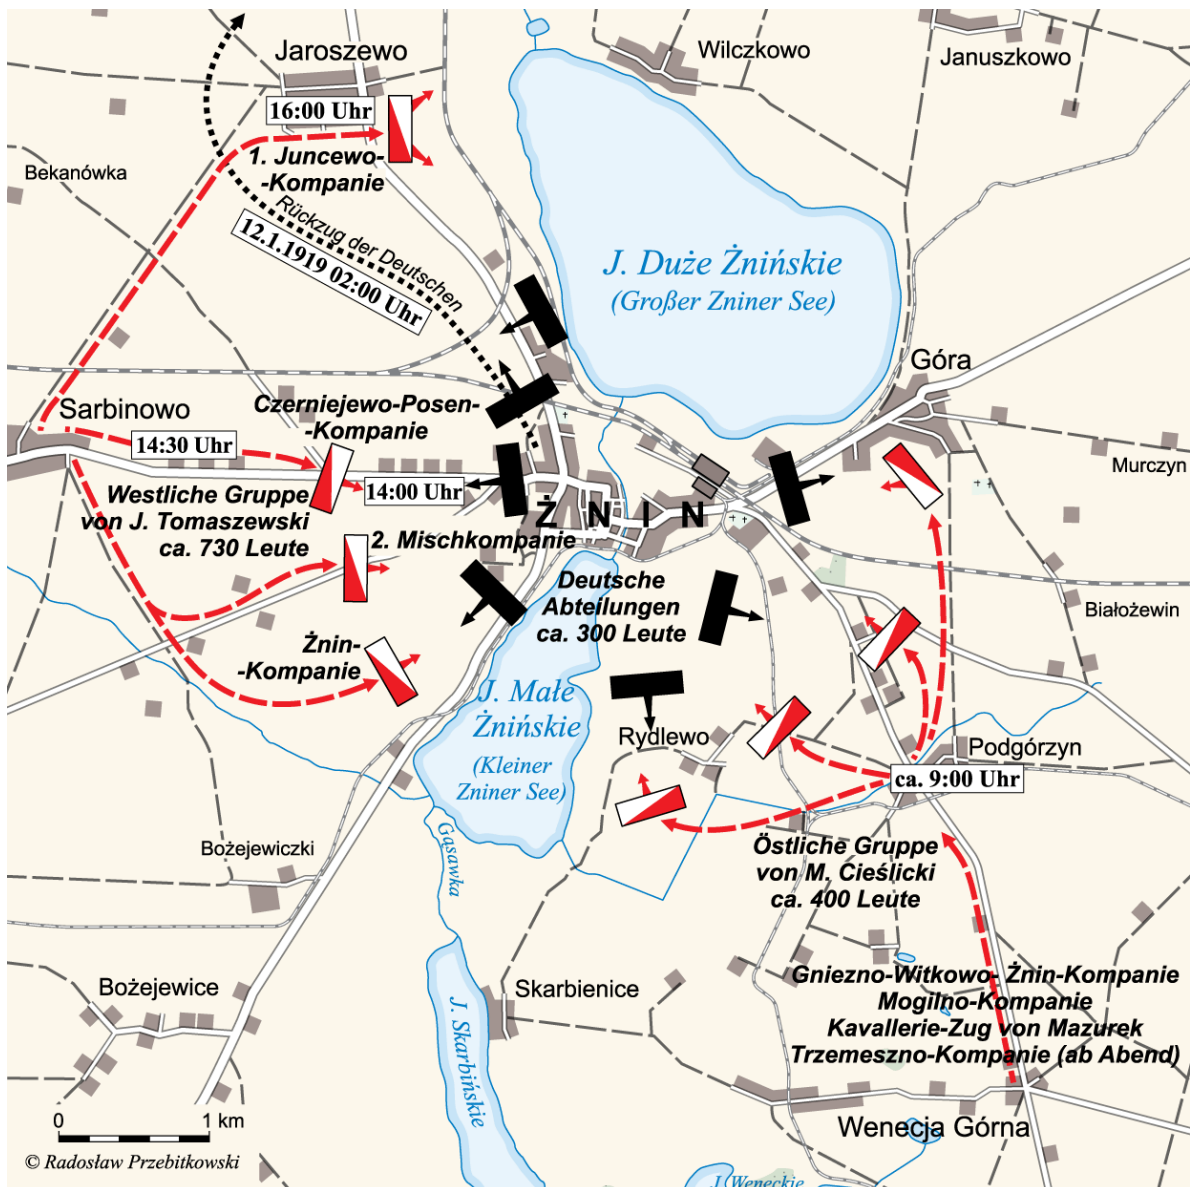 Jaroszewo
Wilczkowo
Januszkowo
16:00 Uhr
1. Juncewo-
-Kompanie
Bekanówka
Rückzug der Deutschen
12.1.1919 02:00 Uhr
J. Duże Żnińskie
(Großer Zniner See)
Góra
Sarbinowo
Czerniejewo-Posen-
-Kompanie
14:30 Uhr
Murczyn
14:00 Uhr
Westliche Gruppe
von J. Tomaszewski
ca. 730 Leute
ŻNIN
2. Mischkompanie
Deutsche
Abteilungen
ca. 300 Leute
Białożewin
Żnin-
-Kompanie
J. Małe
Żnińskie
(Kleiner
Zniner See)
Rydlewo
Podgórzyn
ca. 9:00 Uhr
Gąsawka
Bożejewiczki
Östliche Gruppe
von M. Cieślicki
ca. 400 Leute
Bożejewice
Skarbienice
J. Skarbińskie
Gniezno-Witkowo- Żnin-Kompanie
Mogilno-Kompanie
Kavallerie-Zug von Mazurek
Trzemeszno-Kompanie (ab Abend)
Wenecja Górna
0 1 km
© Radosław Przebitkowski
J. Weneckie